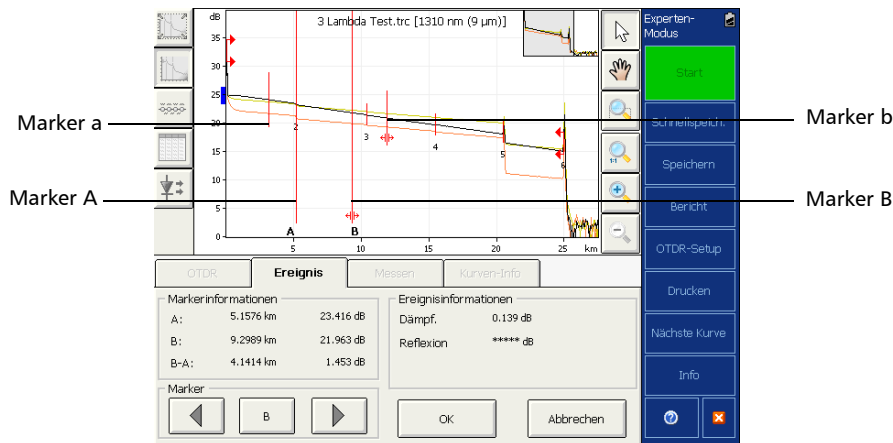 dB
3 Lambda Test.trc [1310 nm (9 µm)]
35
30
25
20
15
10
5
0
5
10
15
20
25
km
2
3
4
5
6
A
B
Marker a
Marker A
Marker b
Marker B
1:1
Experten-
Modus
Start
Schnellspeich.
Speichern
Bericht
OTDR-Setup
Drucken
Nächste Kurve
Info
OTDR
Ereignis
Messen
Kurven-Info
Markerinformationen
A: 5.1576 km 23.416 dB
B: 9.2989 km 21.963 dB
B-A: 4.1414 km 1.453 dB
Ereignisinformationen
Dämpf. 0.139 dB
Reflexion ***** dB
Marker
B
OK
Abbrechen